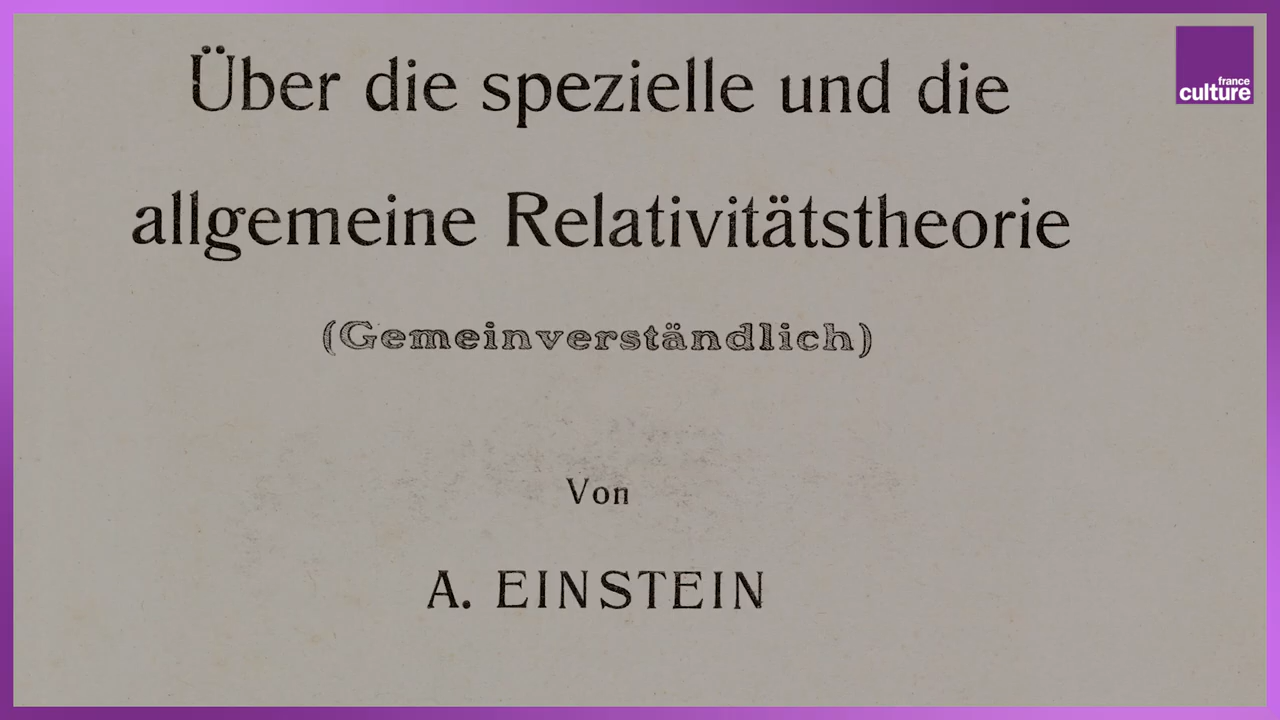 Über die spezielle und die
allgemeine Relativitätstheorie
(Gemeinverständlich)
Von
A. EINSTEIN
france
culture